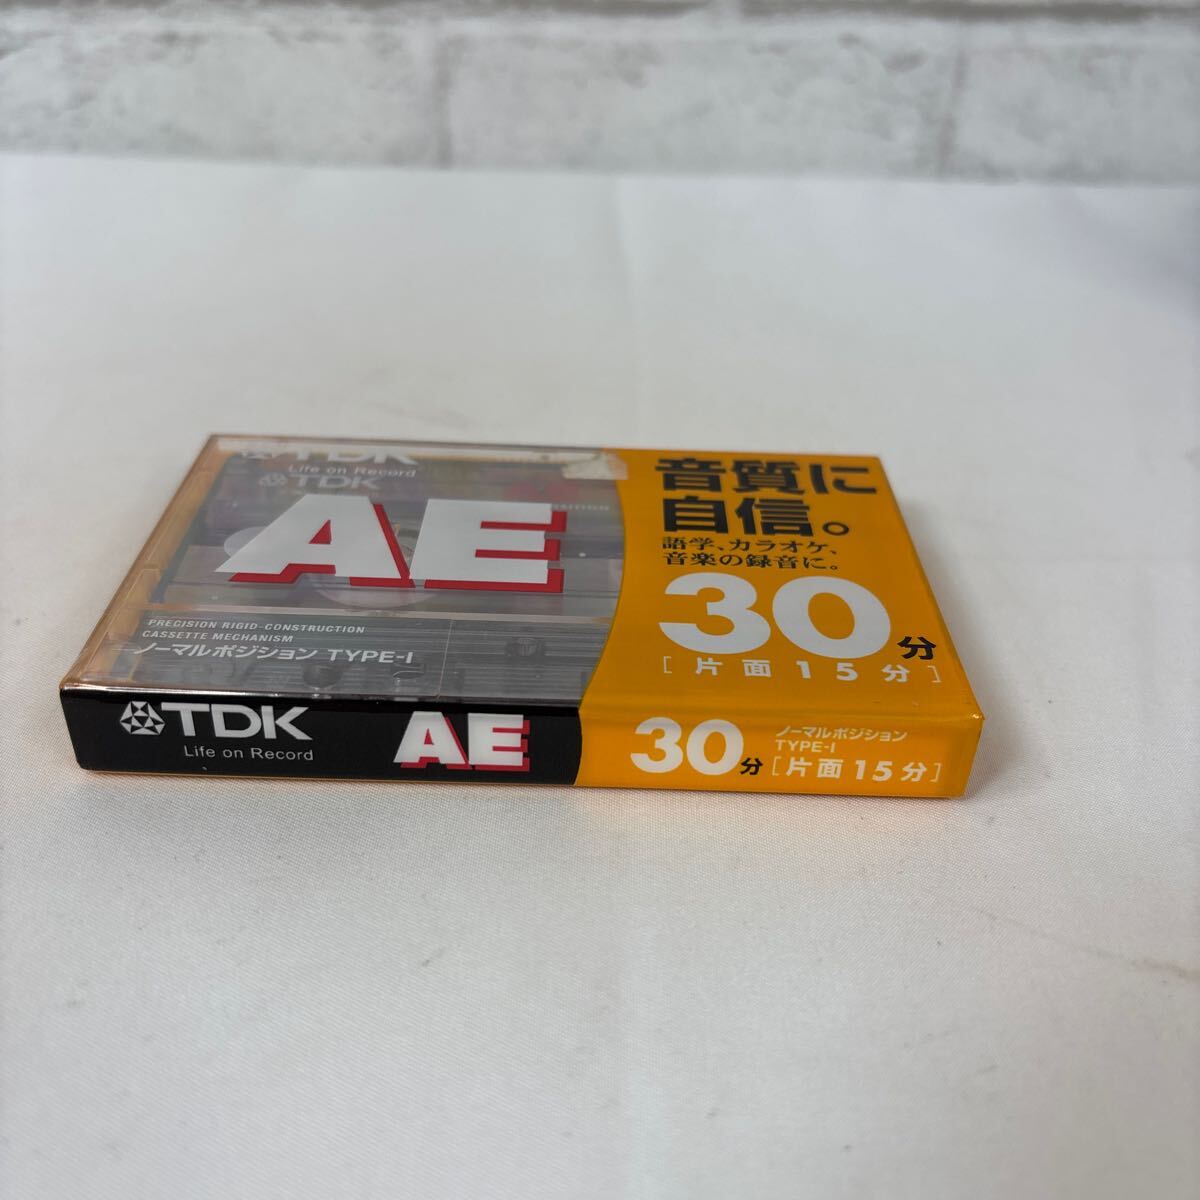 TDK
Life on Record
TDK
AE
PRECISION RIGID-CONSTRUCTION
CASSETTE MECHANISM
ノーマルポジション TYPE-I
音質に
自信。
語学、カラオケ、
音楽の録音に。
30分
[片面15分]
TDK
Life on Record
AE
30分
ノーマルポジション
TYPE-I
[片面15分]